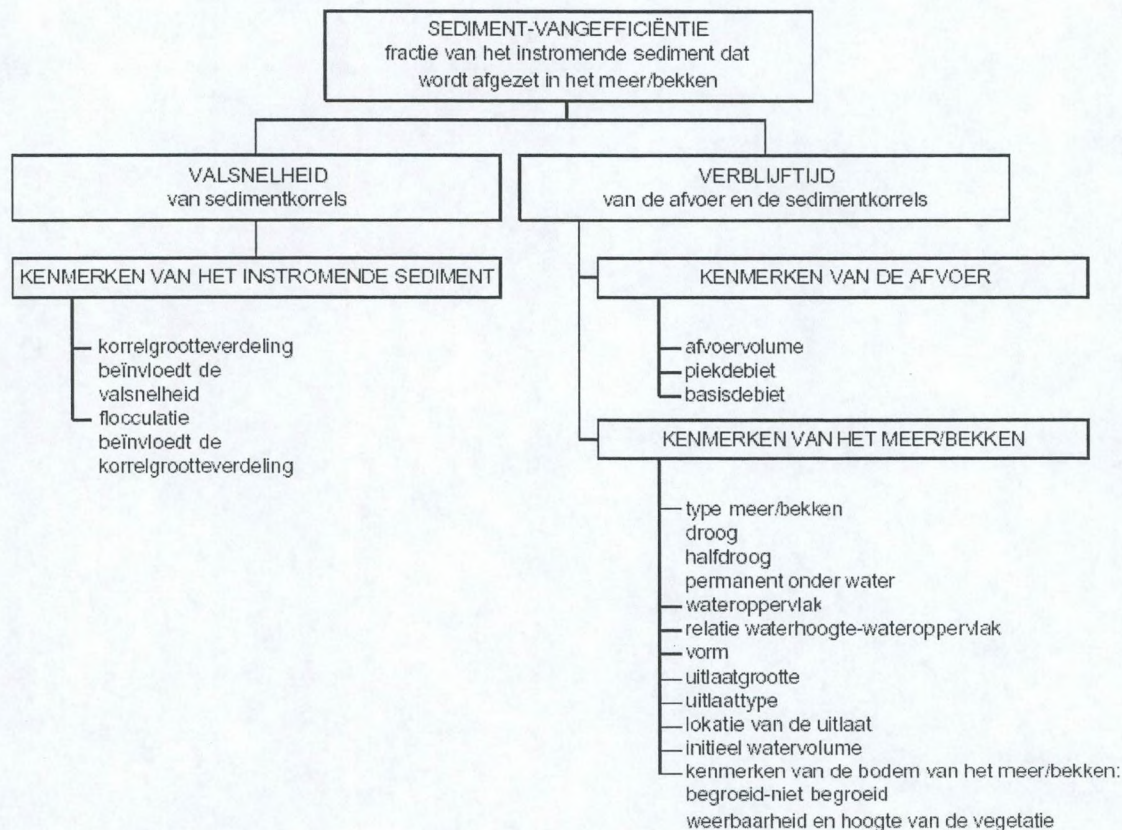 SEDIMENT-VANGEFFICIËNTIE
fractie van het instromende sediment dat
wordt afgezet in het meer/bekken
VALSNELHEID
van sedimentkorrels
VERBLIJFTIJD
van de afvoer en de sedimentkorrels
KENMERKEN VAN HET INSTROMENDE SEDIMENT
korrelgrootteverdeling
beïnvloedt de
valsnelheid
flocculatie
beïnvloedt de
korrelgrootteverdeling
KENMERKEN VAN DE AFVOER
afvoervolume
piekdebiet
basisdebiet
KENMERKEN VAN HET MEER/BEKKEN
type meer/bekken
droog
halfdroog
permanent onder water
wateroppervlak
relatie waterhoogte-wateroppervlak
vorm
uitlaatgrootte
uitlaattype
lokatie van de uitlaat
initieel watervolume
kenmerken van de bodem van het meer/bekken:
begroeid-niet begroeid
weerbaarheid en hoogte van de vegetatie